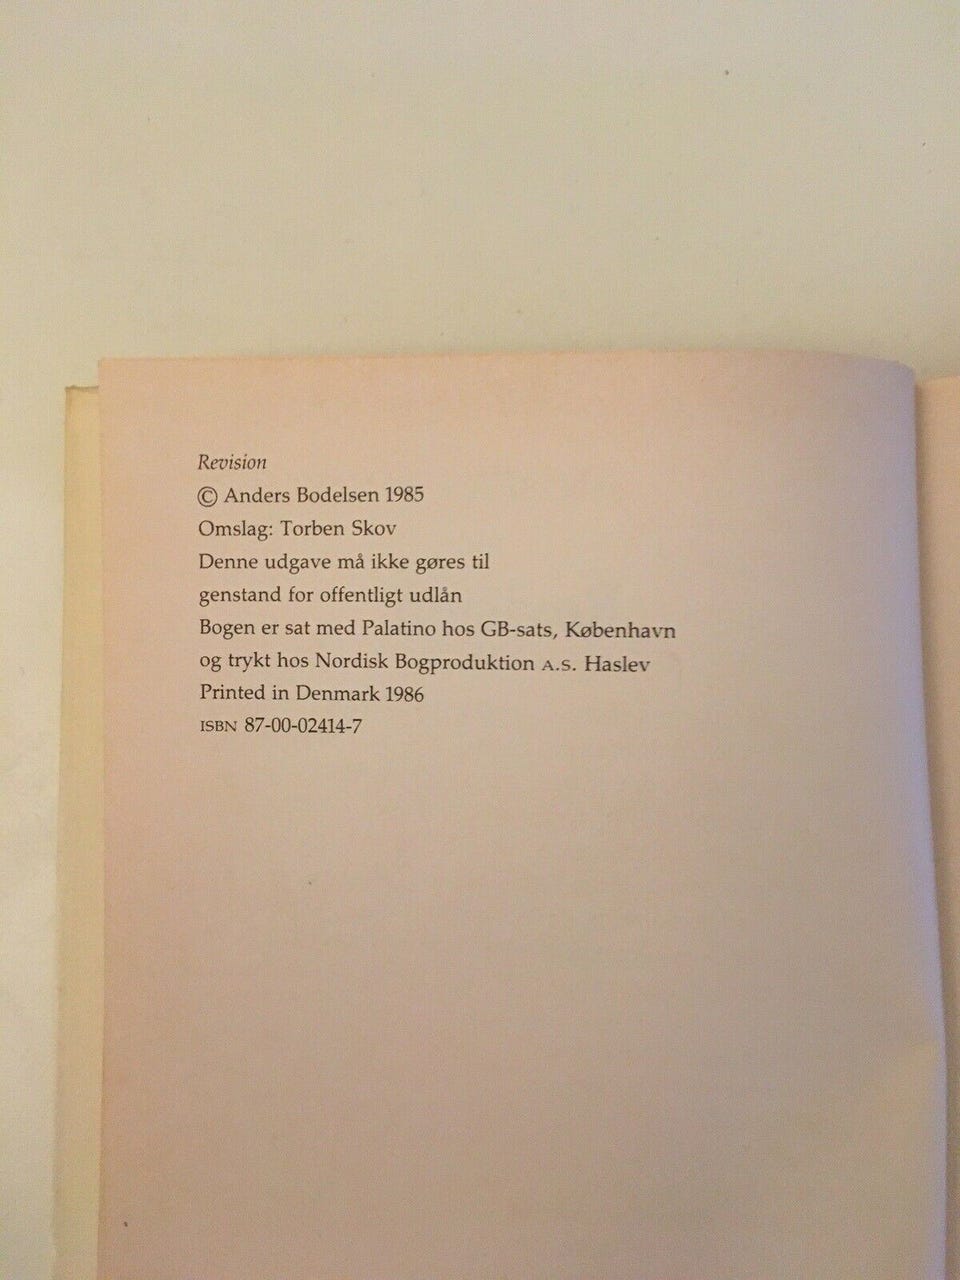 Revision
© Anders Bodelsen 1985
Omslag: Torben Skov
Denne udgave må ikke gøres til
genstand for offentligt udlån
Bogen er sat med Palatino hos GB-sats, København
og trykt hos Nordisk Bogproduktion A.S. Haslev
Printed in Denmark 1986
ISBN 87-00-02414-7